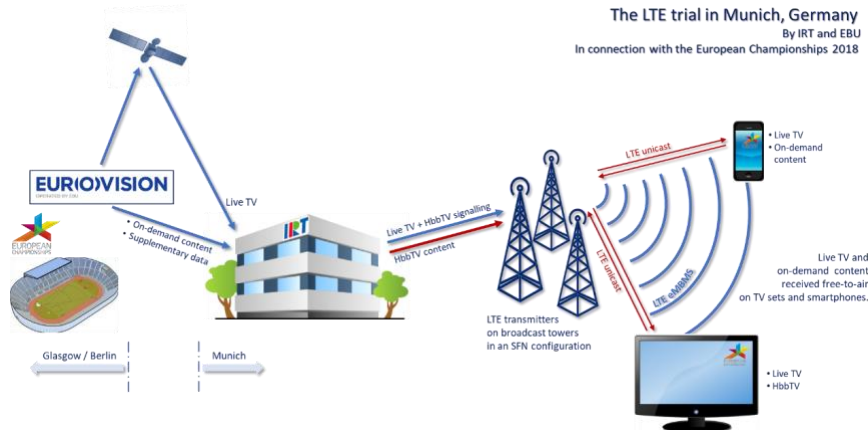 The LTE trial in Munich, Germany
By IRT and EBU
In connection with the European Championships 2018
EUROVISION
OPERATED BY EBU
Live TV
• On-demand content
• Supplementary data
EUROPEAN
CHAMPIONSHIPS
IRT
Live TV + HbbTV signalling
HbbTV content
LTE unicast
• Live TV
• On-demand
content
LTE unicast
LTE eMBMS
Live TV and
on-demand content
received free-to-air
on TV sets and smartphones.
LTE transmitters
on broadcast towers
in an SFN configuration
Glasgow / Berlin
Munich
• Live TV
• HbbTV